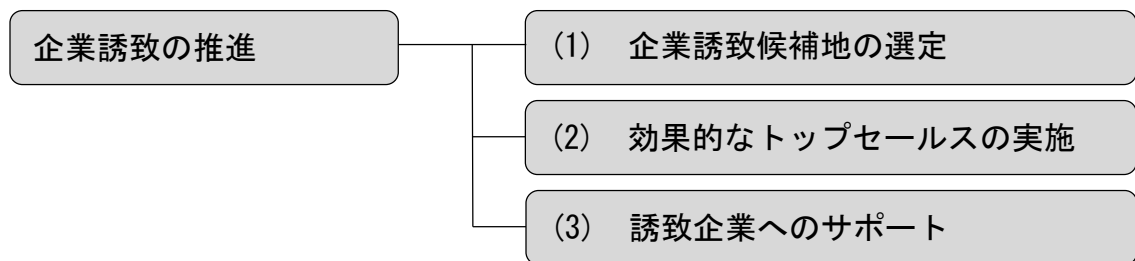 企業誘致の推進
(1)　企業誘致候補地の選定
(2)　効果的なトップセールスの実施
(3)　誘致企業へのサポート